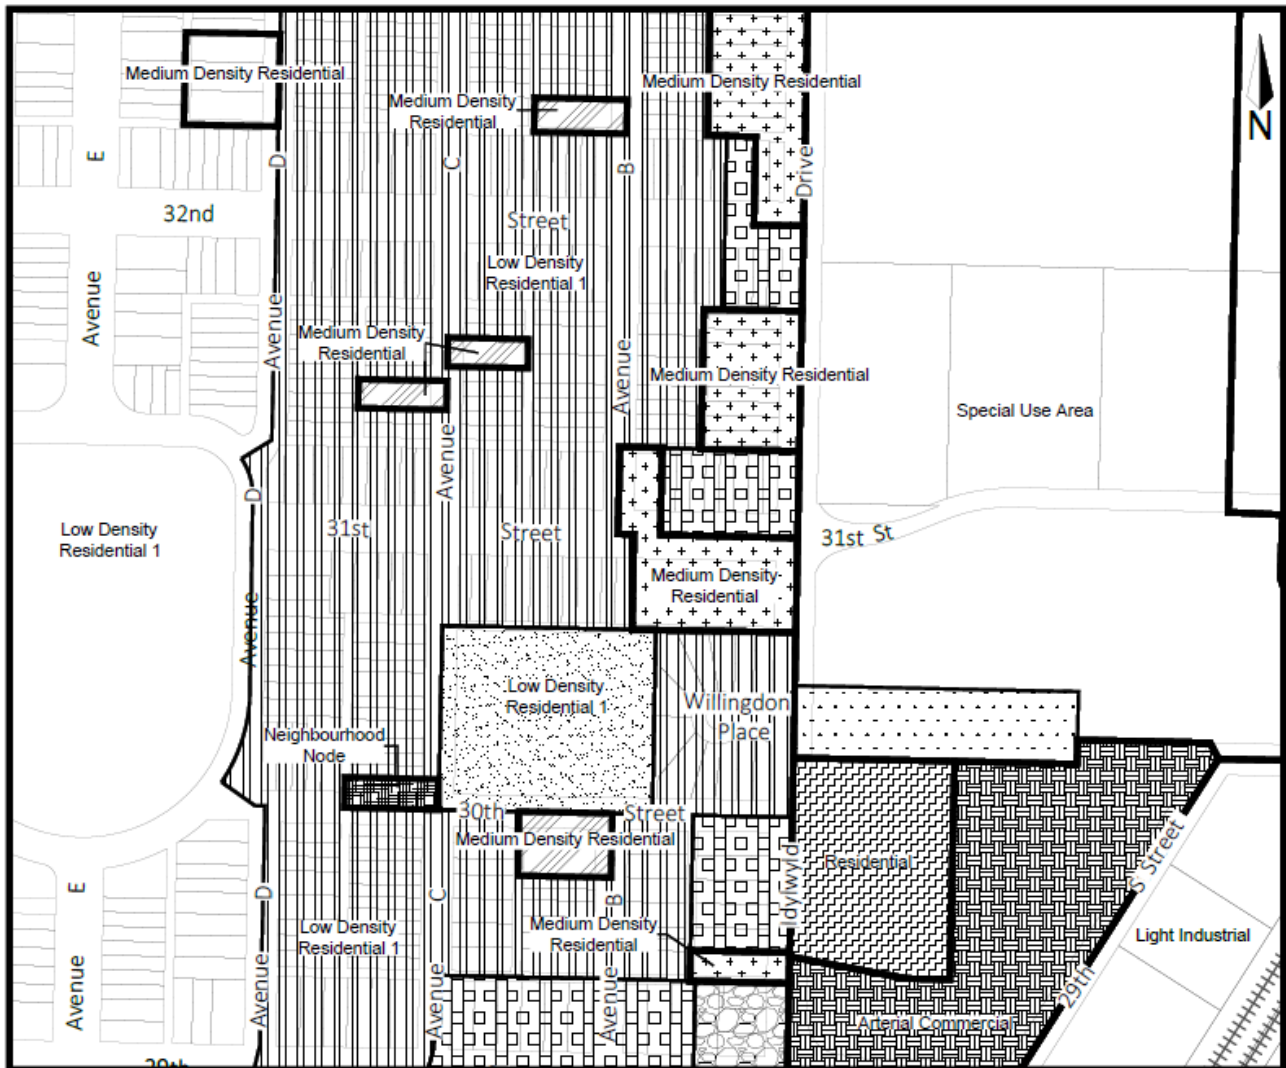 Medium Density Residential
Medium Density
Residential
Medium Density Residential
N
E
D
C
B
Drive
32nd
Street
Low Density
Residential 1
Avenue
Avenue
Medium Density
Residential
Avenue
Medium Density Residential
Special Use Area
Avenue
D
Low Density
Residential 1
31st
Street
31st St
Medium Density
Residential
Avenue
Low Density
Residential 1
Willingdon
Place
Neighbourhood
Node
30th
Street
Medium Density Residential
Idylwyld
Residential
S Street
E
D
C
B
Low Density
Residential 1
Medium Density
Residential
Light Industrial
Avenue
Avenue
Avenue
Avenue
29th
Arterial Commercial
29th